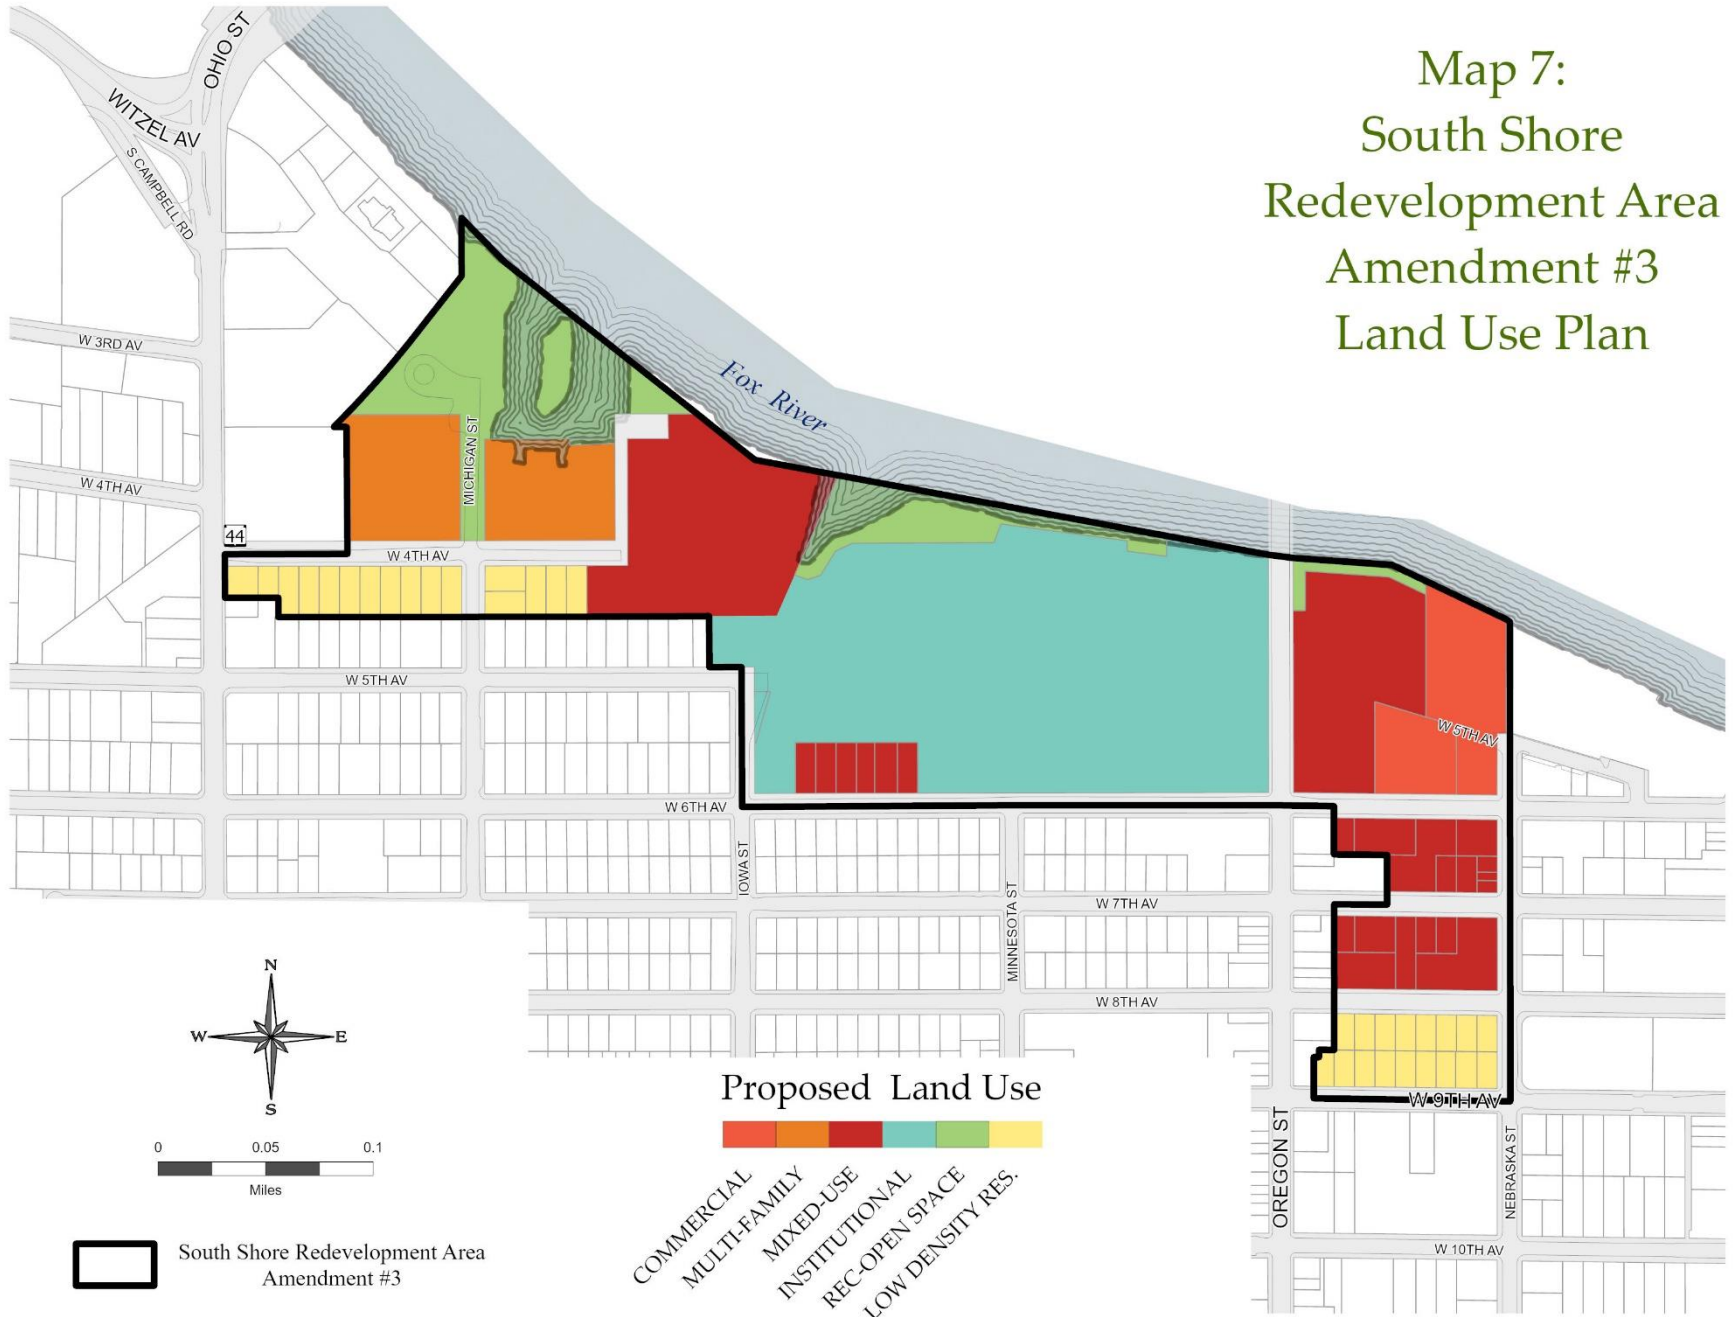 Map 7:
South Shore
Redevelopment Area
Amendment #3
Land Use Plan
OHIO ST
WITZEL AV
S CAMPBELL RD
W 3RD AV
Fox River
MICHIGAN ST
W 4TH AV
44
W 4TH AV
W 5TH AV
W 5TH AV
W 6TH AV
IOWA ST
MINNESOTA ST
W 7TH AV
W 8TH AV
W 9TH AV
OREGON ST
NEBRASKA ST
W 10TH AV
N
W
E
S
0
0.05
0.1
Miles
South Shore Redevelopment Area
Amendment #3
Proposed Land Use
COMMERCIAL
MULTI-FAMILY
MIXED-USE
INSTITUTIONAL
REC-OPEN SPACE
LOW DENSITY RES.